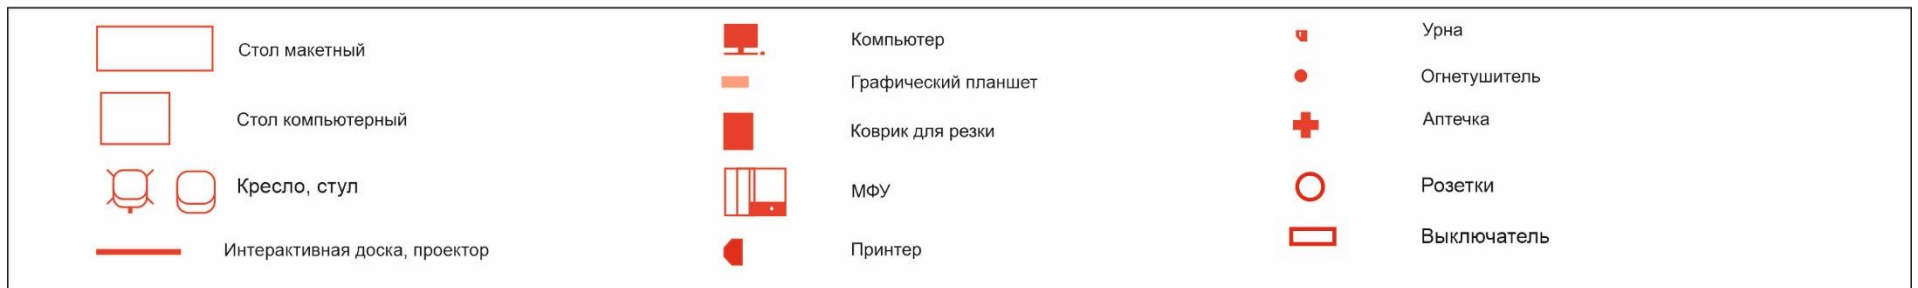 Стол макетный
Стол компьютерный
Кресло, стул
Интерактивная доска, проектор
Компьютер
Графический планшет
Коврик для резки
МФУ
Принтер
Урна
Огнетушитель
Аптечка
Розетки
Выключатель